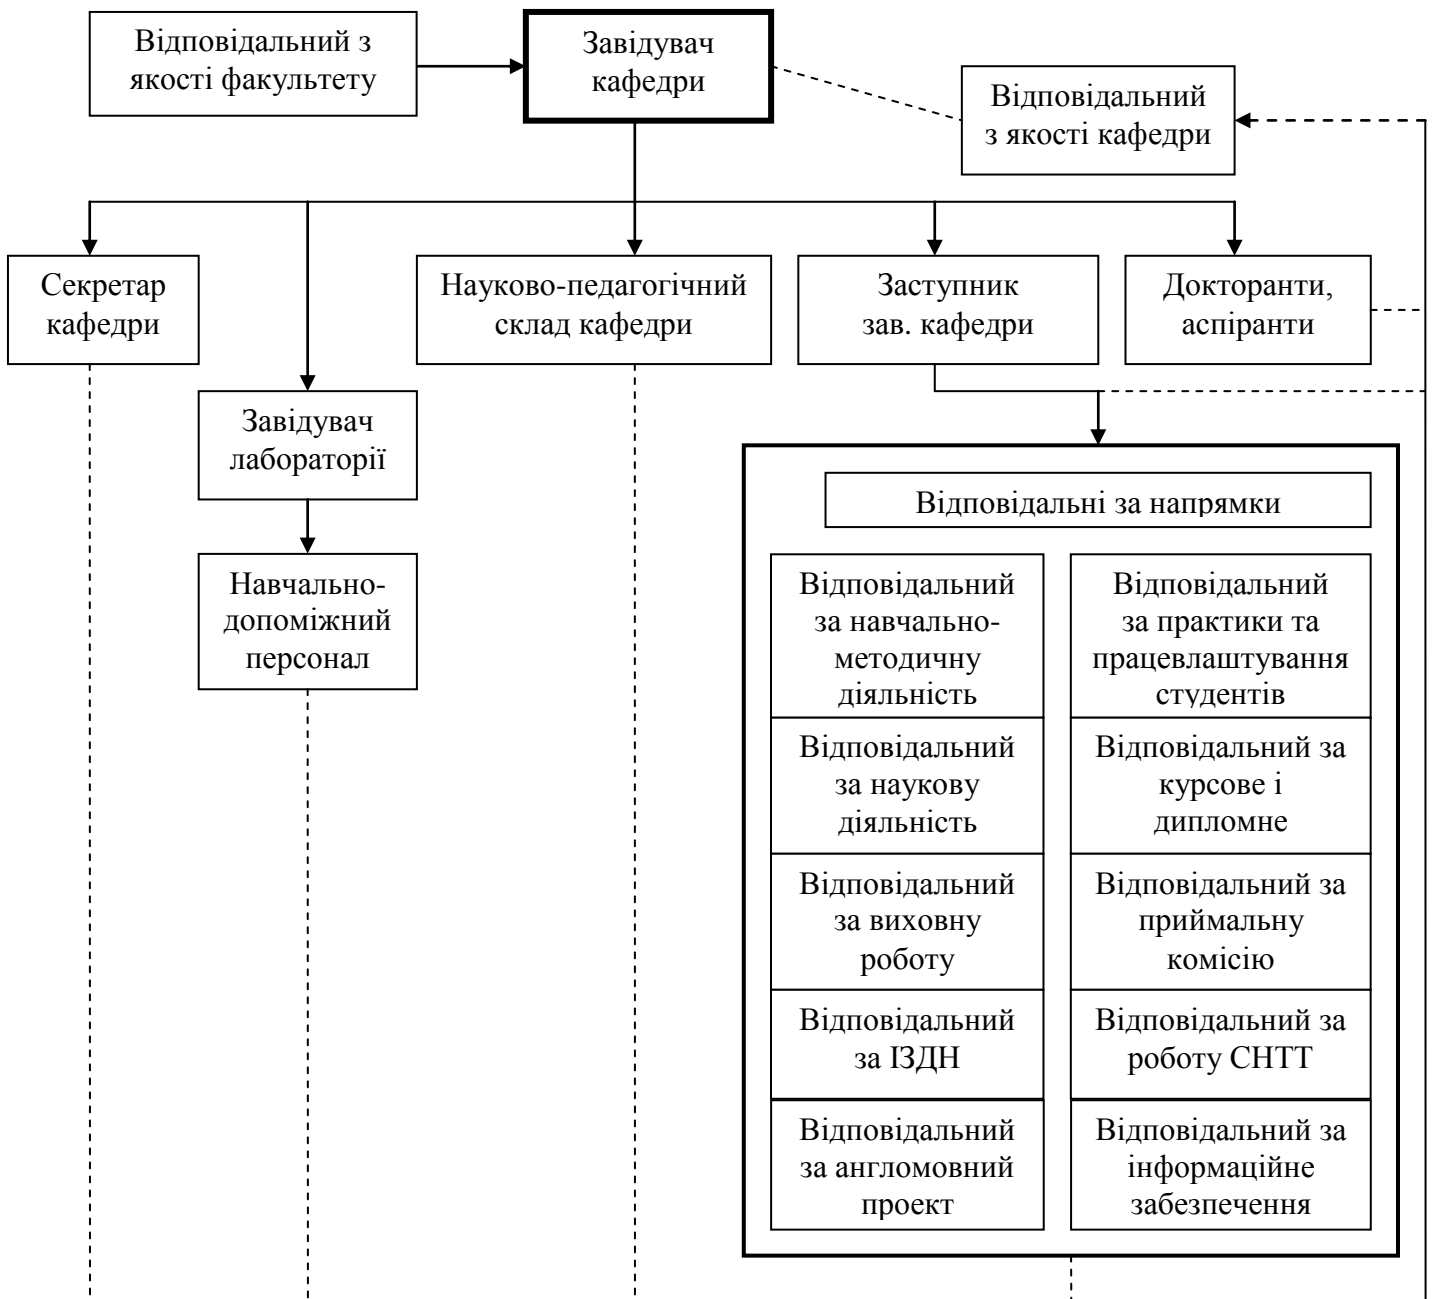 Відповідальний з
якості факультету
Завідувач
кафедри
Відповідальний
з якості кафедри
Секретар
кафедри
Науково-педагогічний
склад кафедри
Заступник
зав. кафедри
Докторанти,
аспіранти
Завідувач
лабораторії
Навчально-
допоміжний
персонал
Відповідальні за напрямки
Відповідальний
за навчально-
методичну
діяльність
Відповідальний
за практики та
працевлаштування
студентів
Відповідальний
за наукову
діяльність
Відповідальний за
курсове і
дипломне
Відповідальний
за виховну
роботу
Відповідальний за
приймальну
комісію
Відповідальний
за ІЗДН
Відповідальний за
роботу СНТТ
Відповідальний
за англомовний
проект
Відповідальний за
інформаційне
забезпечення